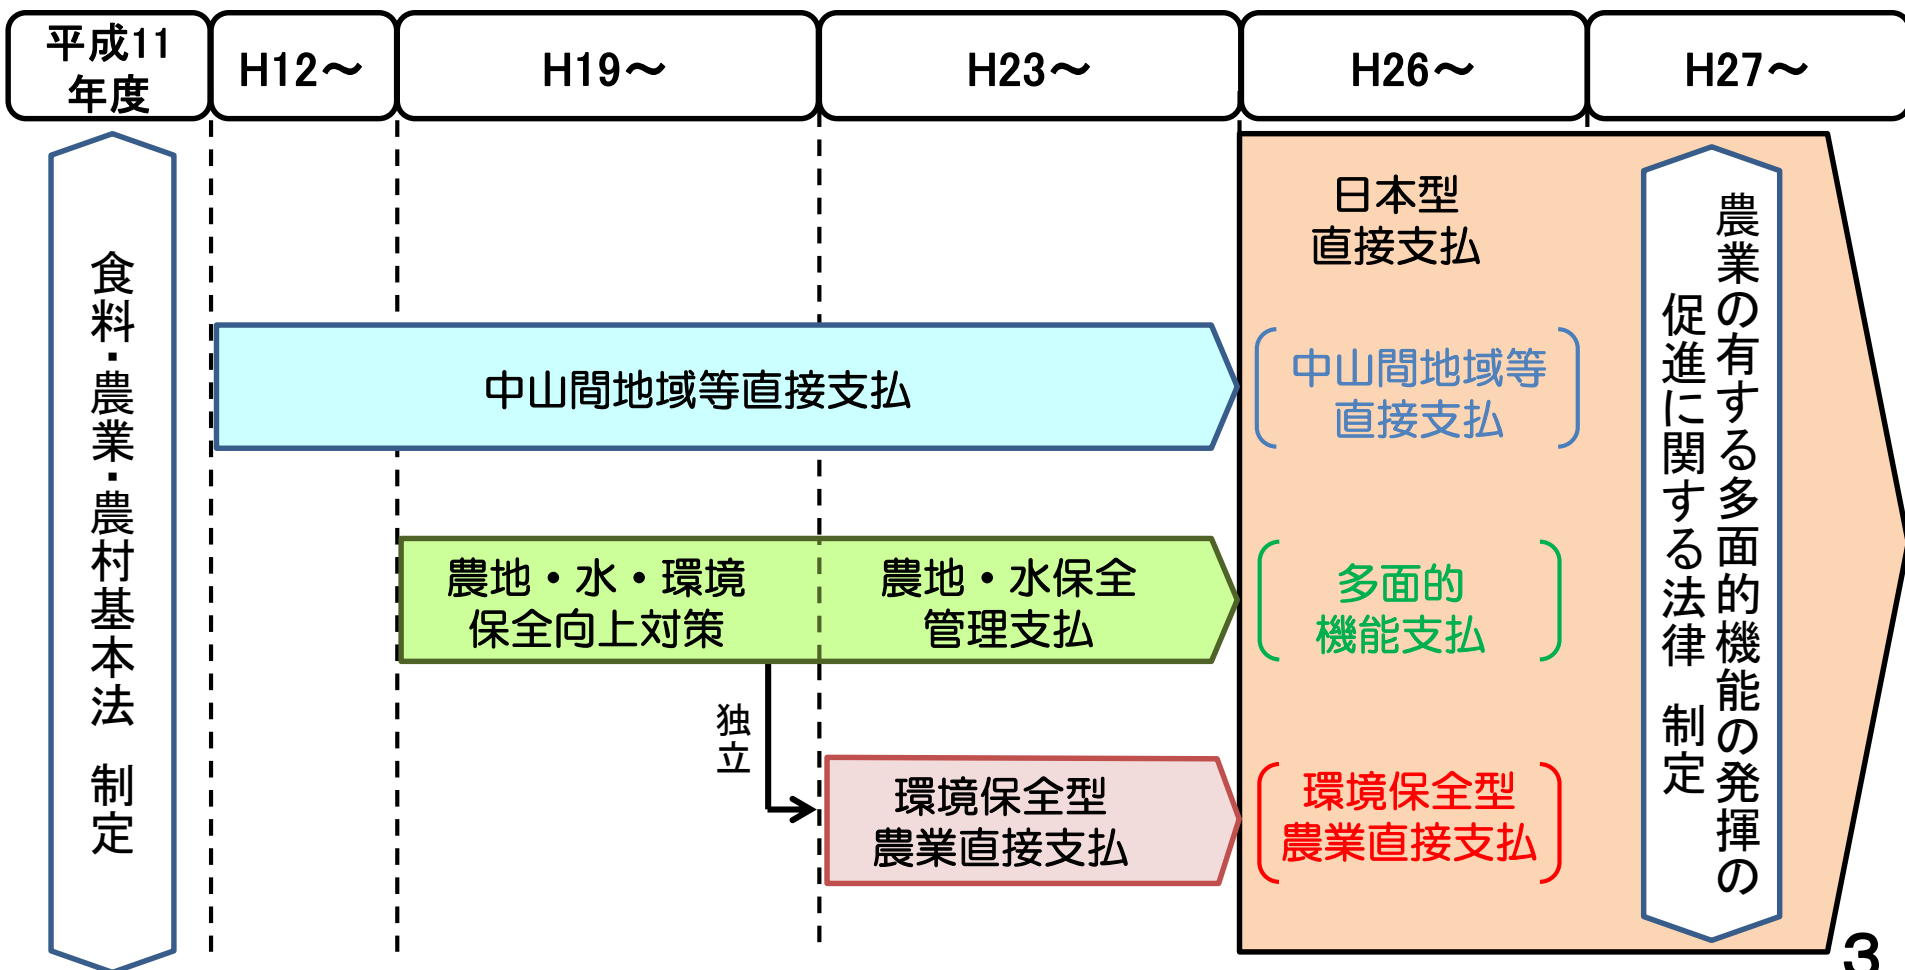 平成11
年度
H12～
H19～
H23～
H26～
H27～
食料・農業・農村基本法　制定
日本型
直接支払
農業の有する多面的機能の発揮の
促進に関する法律　制定
中山間地域等直接支払
中山間地域等
直接支払
農地・水・環境
保全向上対策
農地・水保全
管理支払
多面的
機能支払
独立
環境保全型
農業直接支払
環境保全型
農業直接支払
3